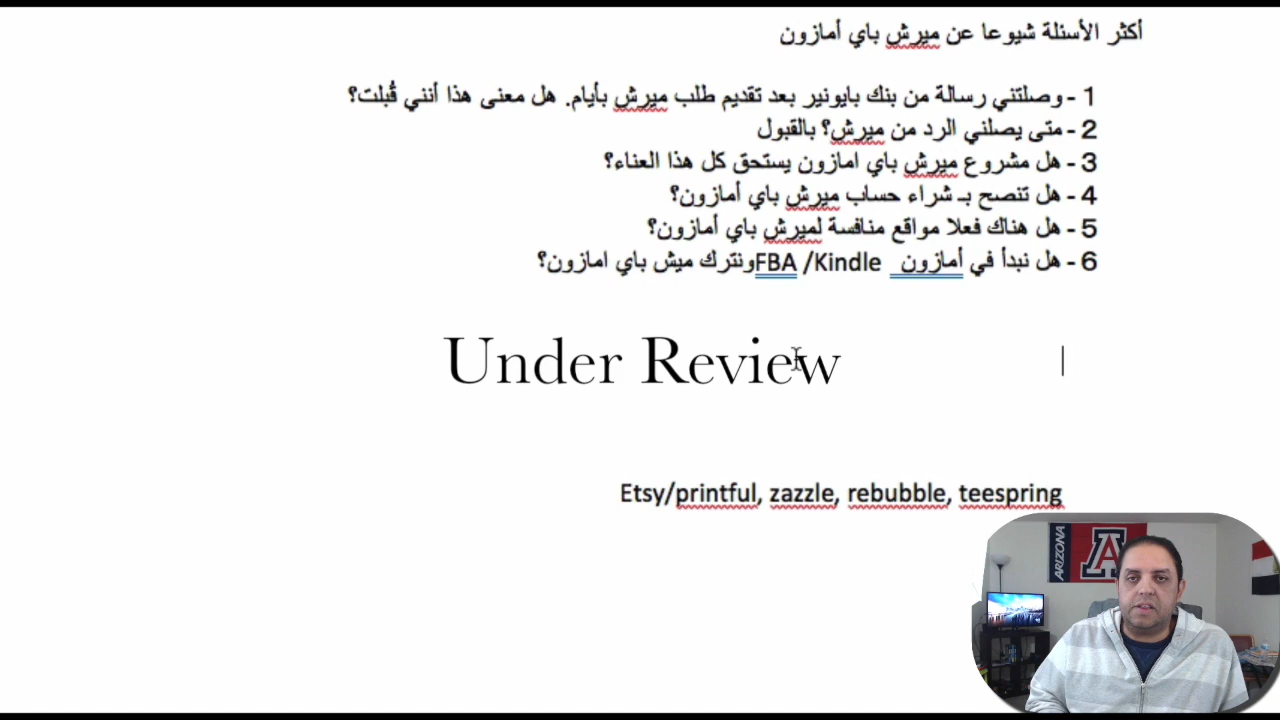 أكثر الأسئلة شيوعا عن ميرش باي أمازون
1 - وصلتني رسالة من بنك بايونير بعد تقديم طلب ميرش بأيام. هل معنى هذا أنني قُبلت؟
2 - متى يصلني الرد من ميرش؟ بالقبول
3 - هل مشروع ميرش باي امازون يستحق كل هذا العناء؟
4 - هل تنصح بـ شراء حساب ميرش باي أمازون؟
5 - هل هناك فعلا مواقع منافسة لميرش باي أمازون؟
6 - هل نبدأ في أمازون FBA /Kindle ونترك ميش باي امازون؟
Under Review
Etsy/printful, zazzle, rebubble, teespring
ARIZONA
A